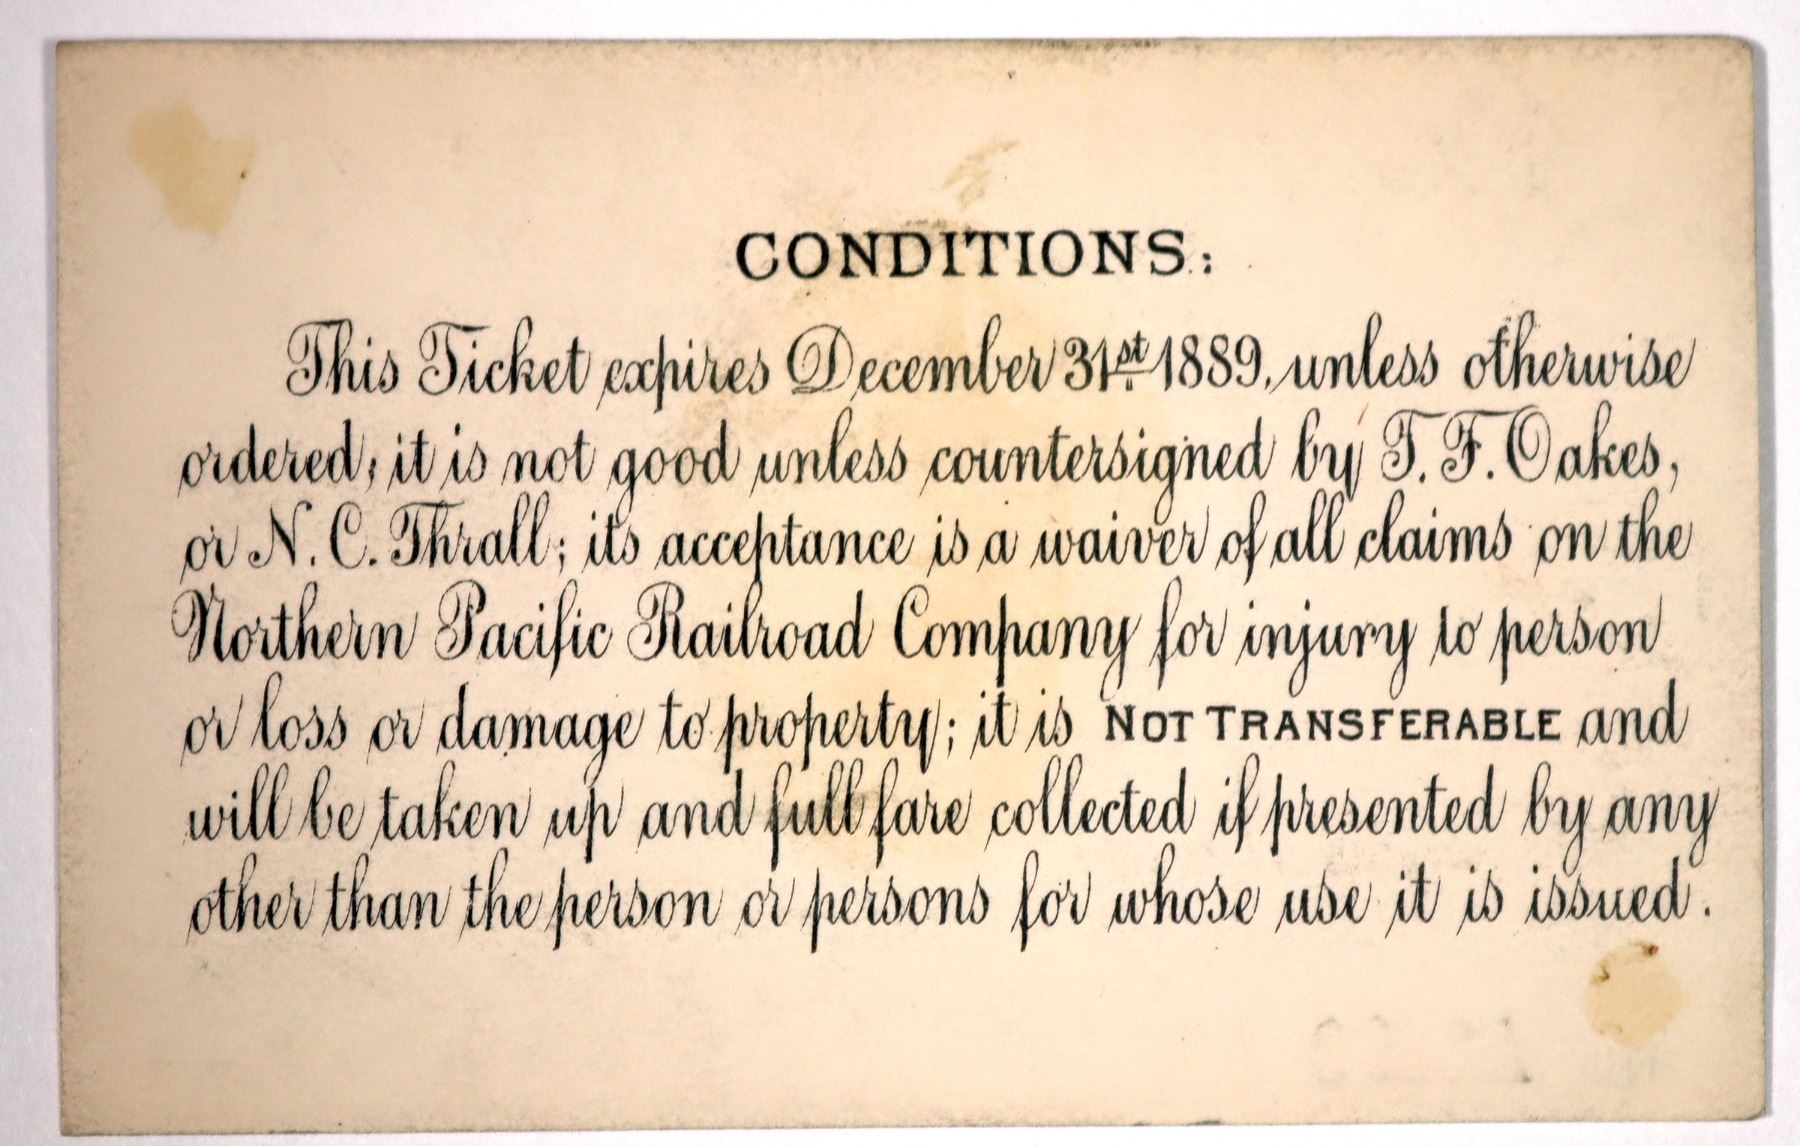 CONDITIONS:
This Ticket expires December 31st 1889, unless otherwise
ordered; it is not good unless countersigned by T. F. Oakes,
or N. C. Thrall; its acceptance is a waiver of all claims on the
Northern Pacific Railroad Company for injury to person
or loss or damage to property; it is NOT TRANSFERABLE and
will be taken up and full fare collected if presented by any
other than the person or persons for whose use it is issued.